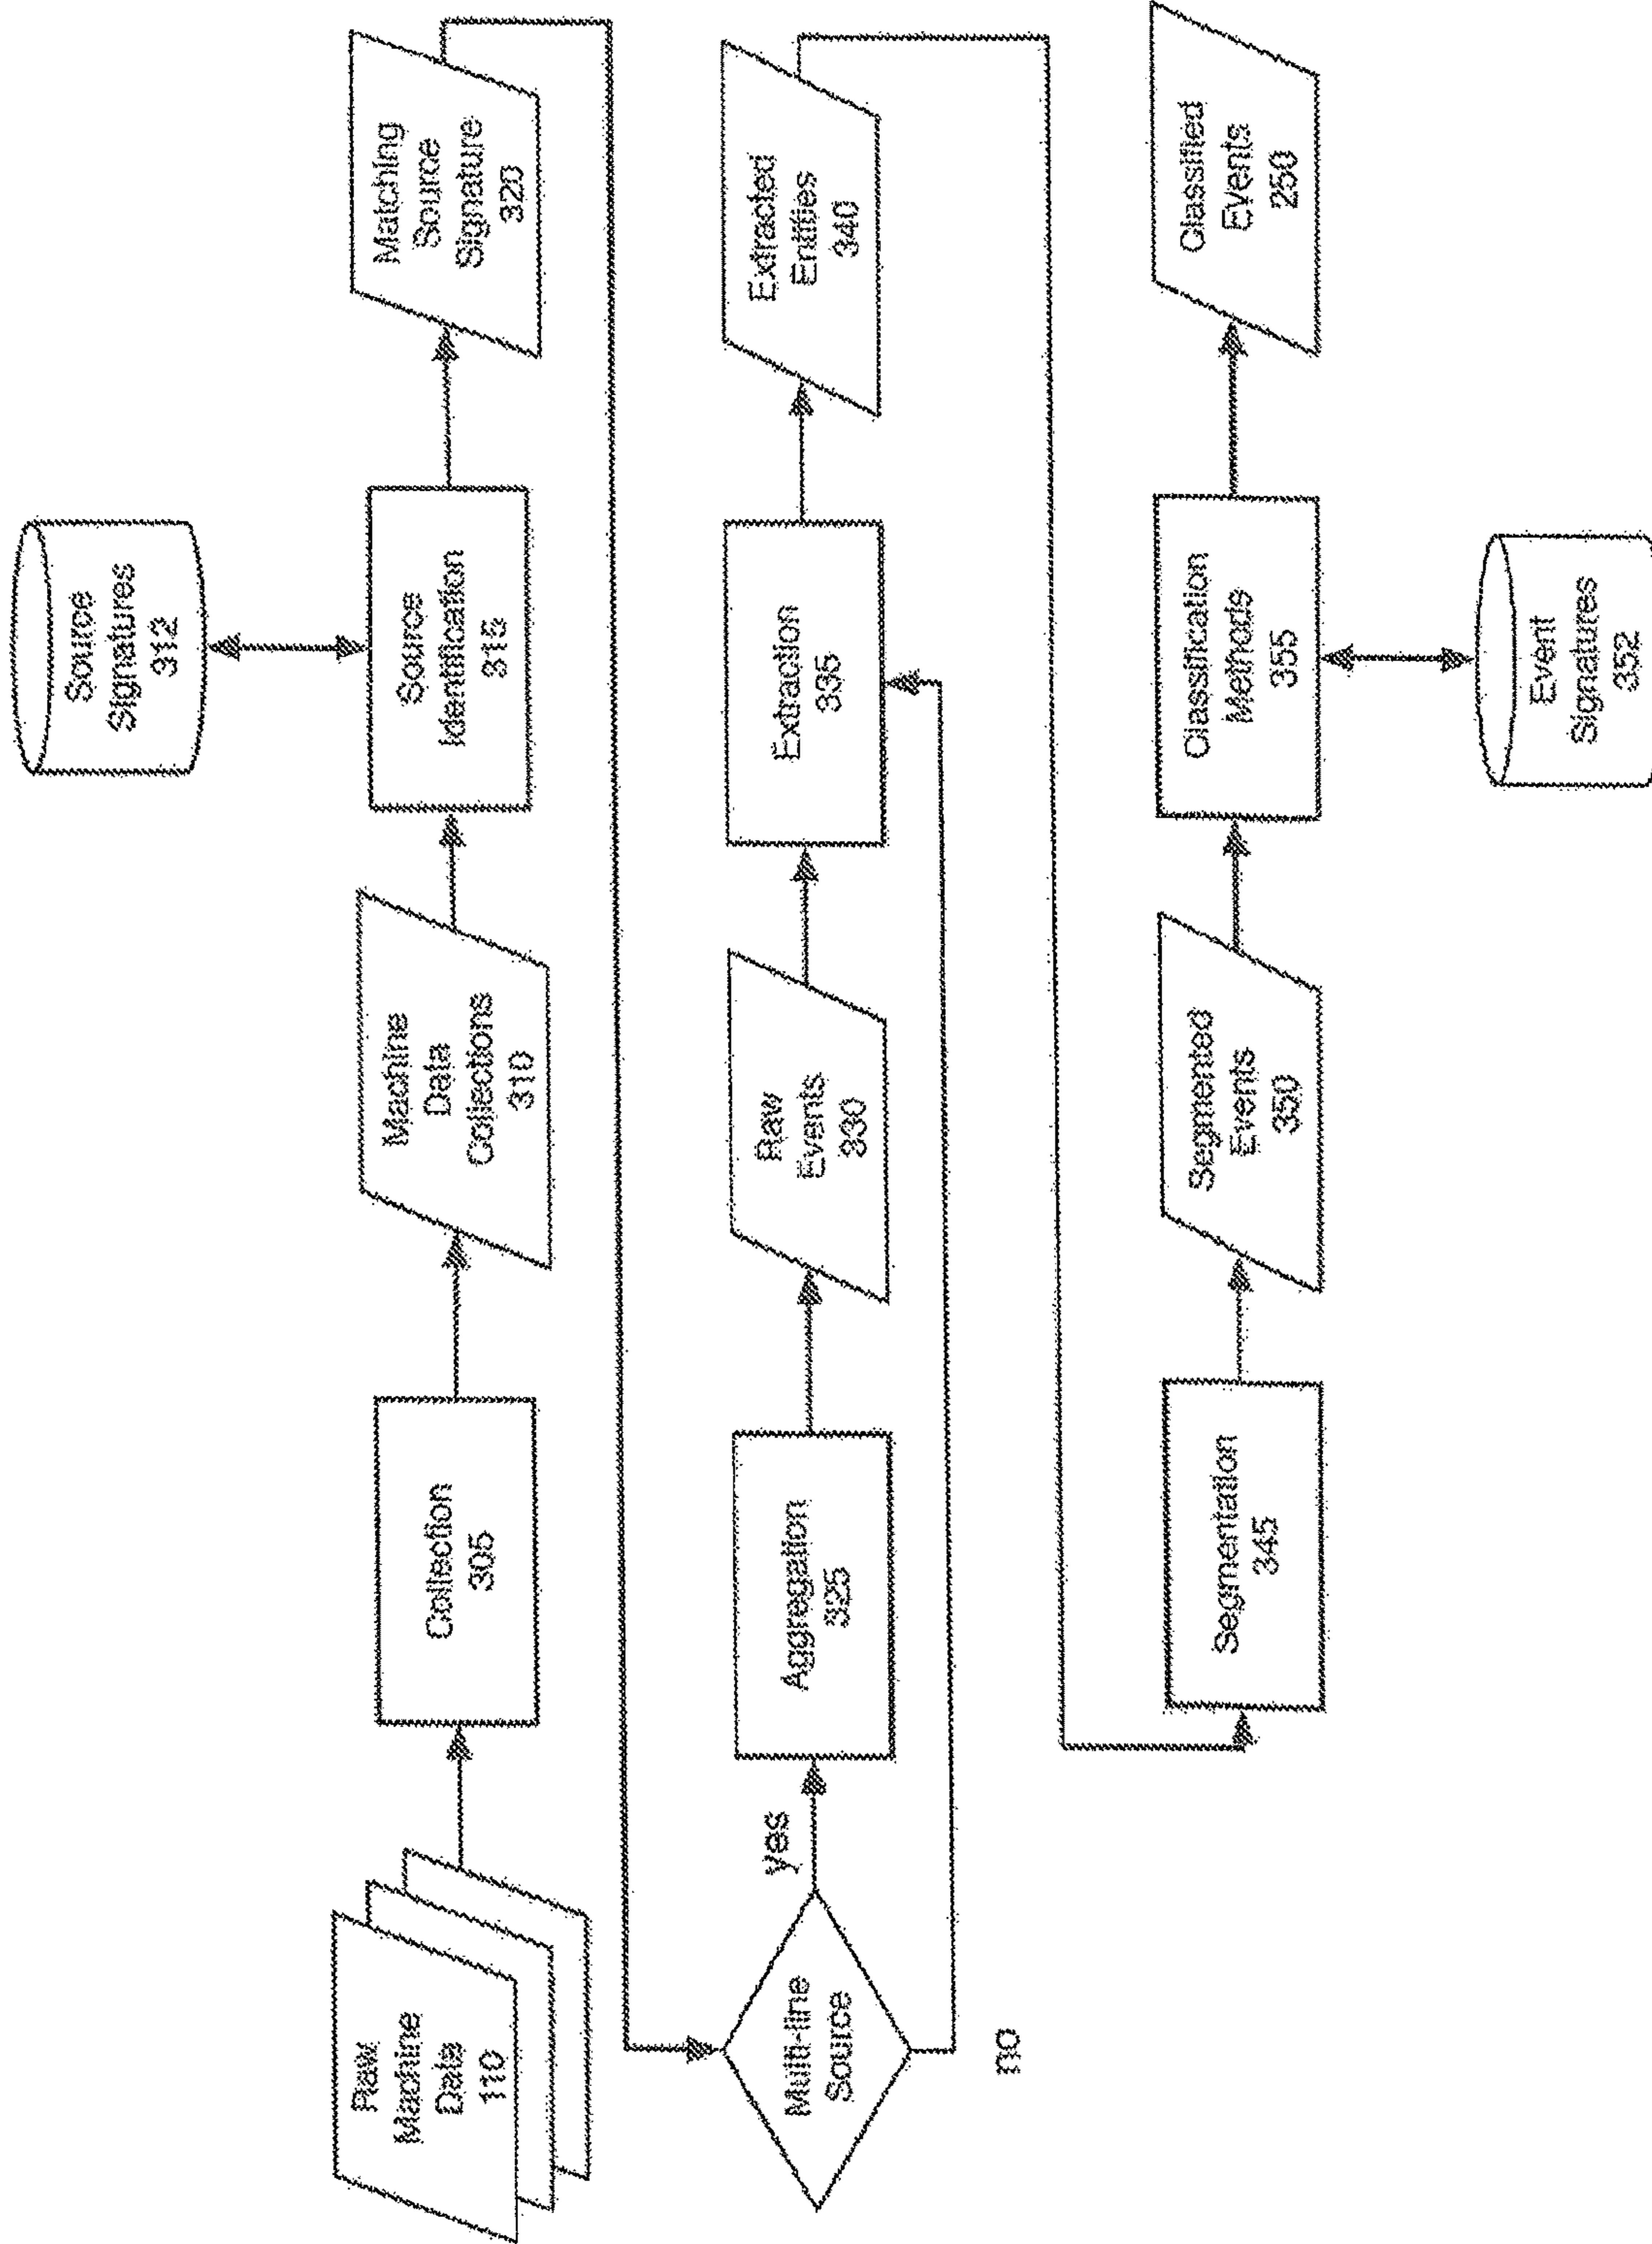 Source
Signatures
312
Raw
Machine
Data
110
Collection
305
Machine
Data
Collections
310
Source
Identification
315
Matching
Source
Signature
320
Multi-line
Source
yes
no
Aggregation
325
Raw
Events
330
Extraction
335
Extracted
Entities
340
Segmentation
345
Segmented
Events
350
Classification
Methods
355
Classified
Events
250
Event
Signatures
352